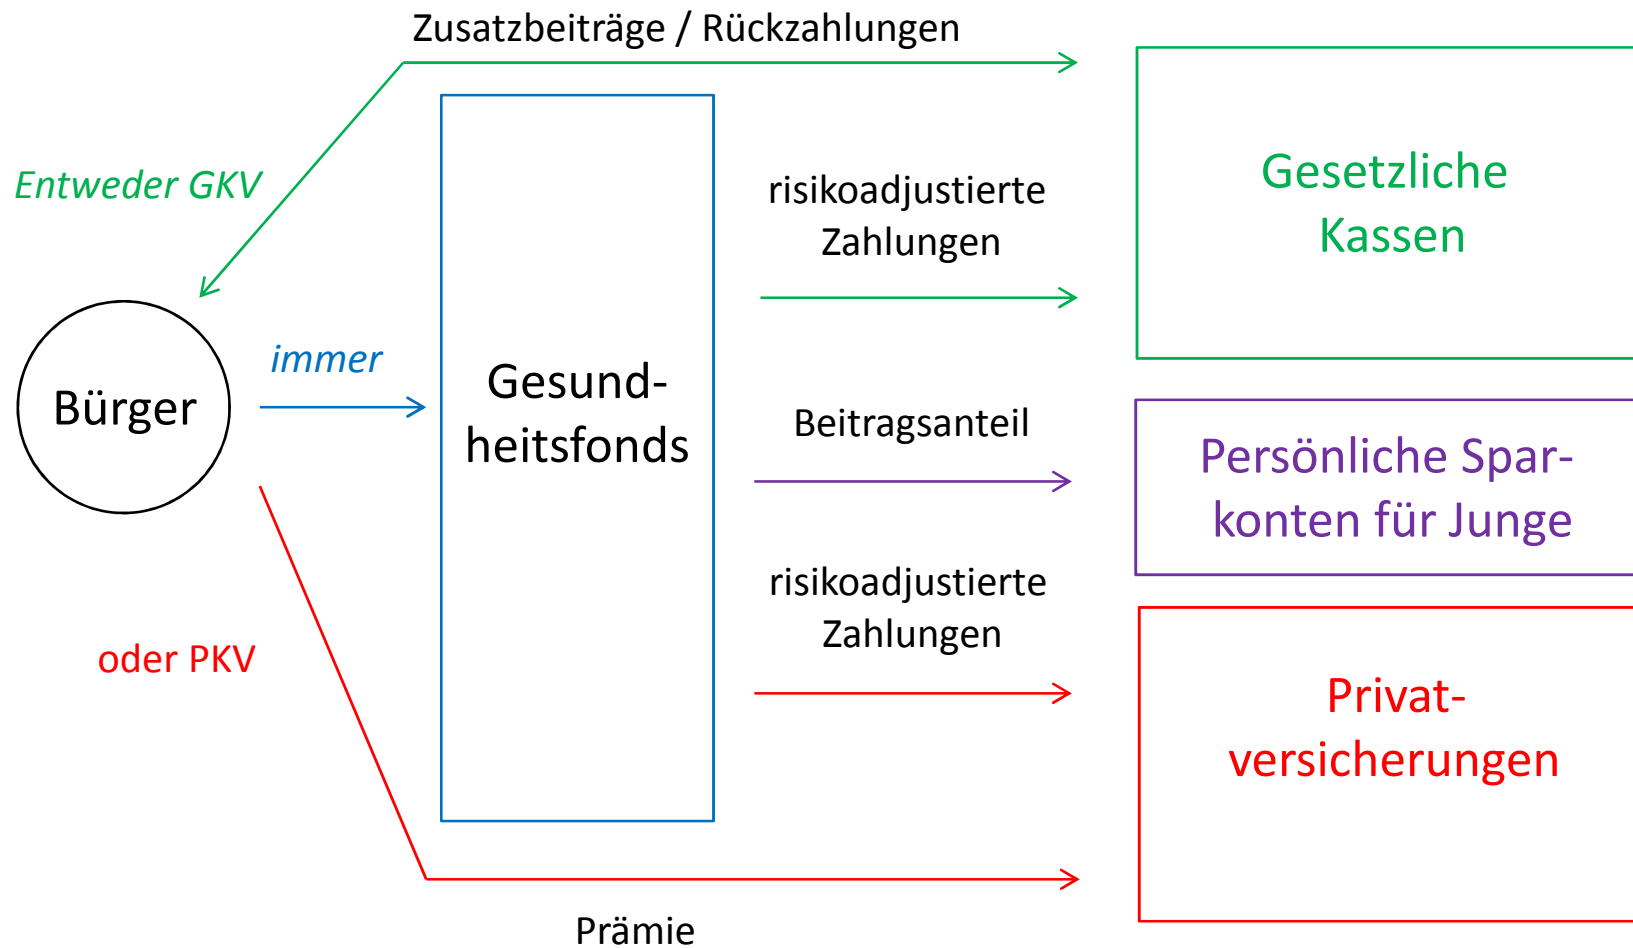 Zusatzbeiträge / Rückzahlungen
Entweder GKV
immer
Bürger
oder PKV
Gesund-
heitsfonds
risikoadjustierte
Zahlungen
Beitragsanteil
risikoadjustierte
Zahlungen
Prämie
Gesetzliche
Kassen
Persönliche Spar-
konten für Junge
Privat-
versicherungen